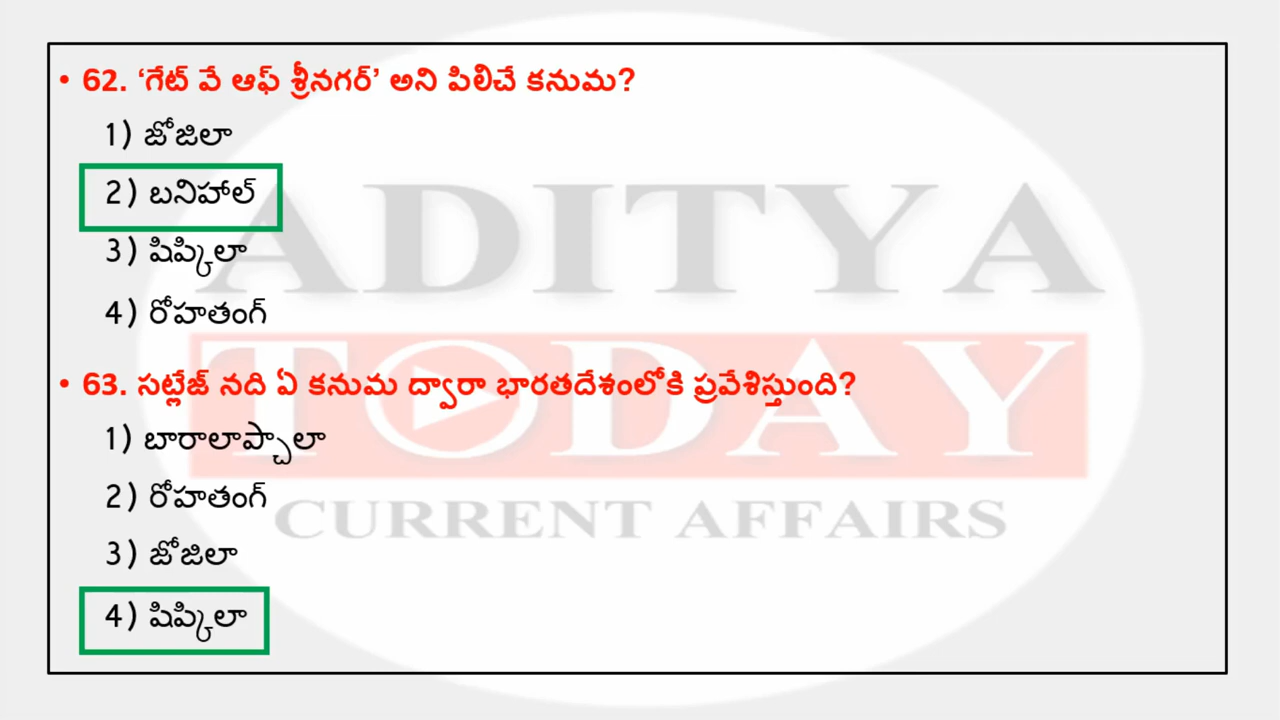 • 62. ‘గేట్ వే ఆఫ్ శ్రీనగర్’ అని పిలిచే కనుమ?
1) జోజిలా
2) బనిహాల్
3) షిప్కిలా
4) రోహతంగ్
• 63. సట్లేజ్ నది ఏ కనుమ ద్వారా భారతదేశంలోకి ప్రవేశిస్తుంది?
1) బారాలాప్చాలా
2) రోహతంగ్
3) జోజిలా
4) షిప్కిలా
ADITYA
TODAY
CURRENT AFFAIRS